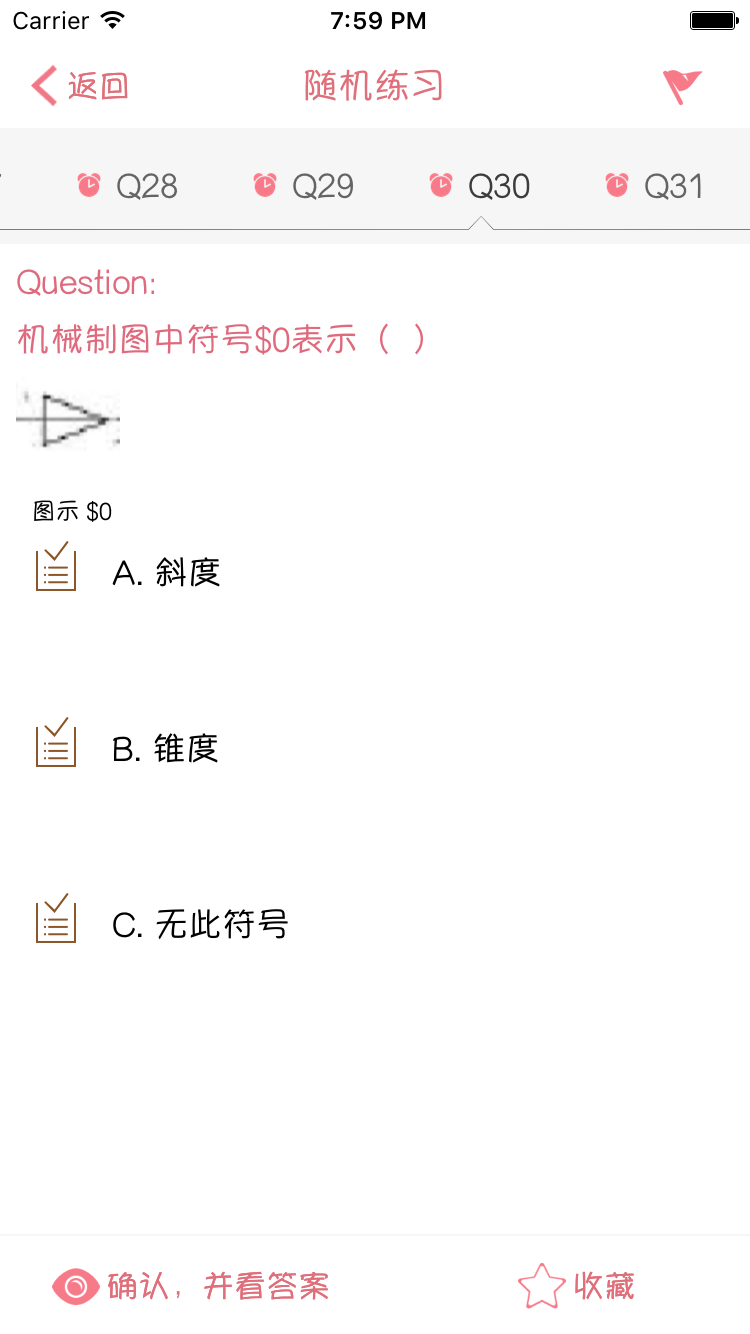 Carrier 7:59 PM
返回 随机练习
Q28 Q29 Q30 Q31
Question:
机械制图中符号$0表示（ ）
图示 $0
A. 斜度
B. 锥度
C. 无此符号
确认，并看答案 收藏